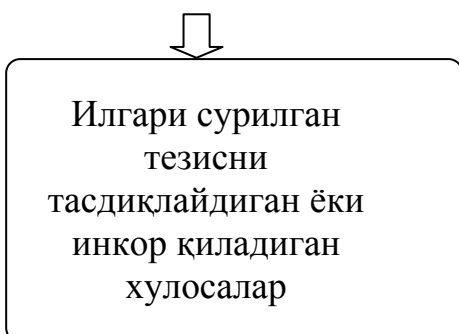 Илгари сурилган
тезисни
тасдиқлайдиган ёки
инкор қиладиган
хулосалар